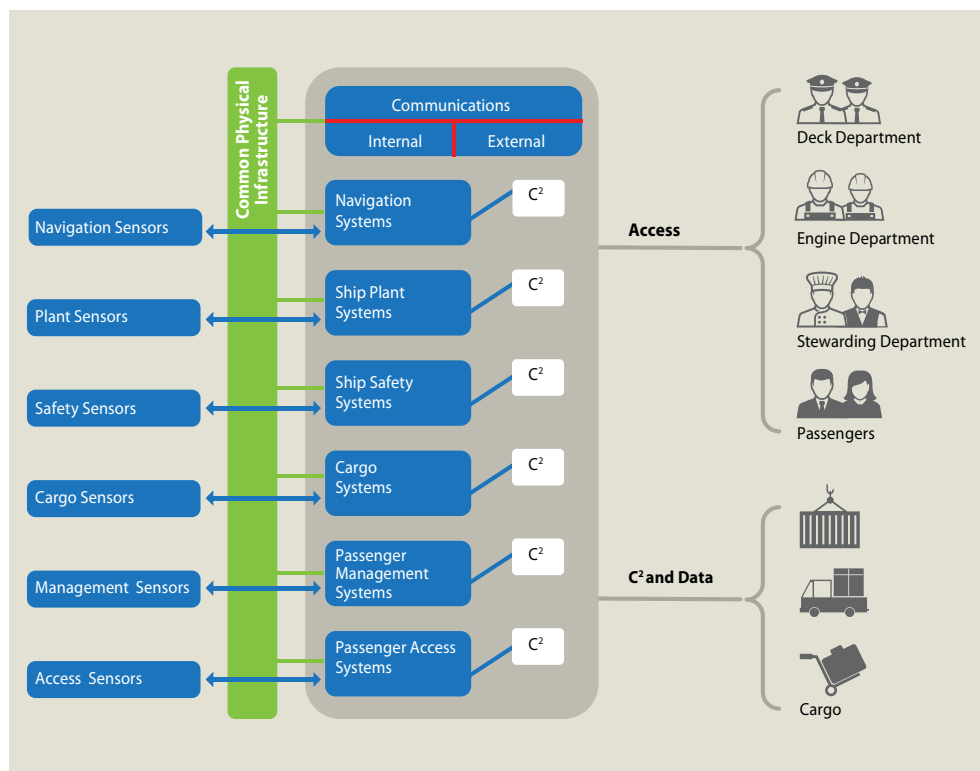 Common Physical
Infrastructure
Communications
Internal
External
Navigation Sensors
Navigation
Systems
C²
Plant Sensors
Ship Plant
Systems
C²
Safety Sensors
Ship Safety
Systems
C²
Cargo Sensors
Cargo
Systems
C²
Management Sensors
Passenger
Management
Systems
C²
Access Sensors
Passenger Access
Systems
C²
Access
Deck Department
Engine Department
Stewarding Department
Passengers
C² and Data
Cargo